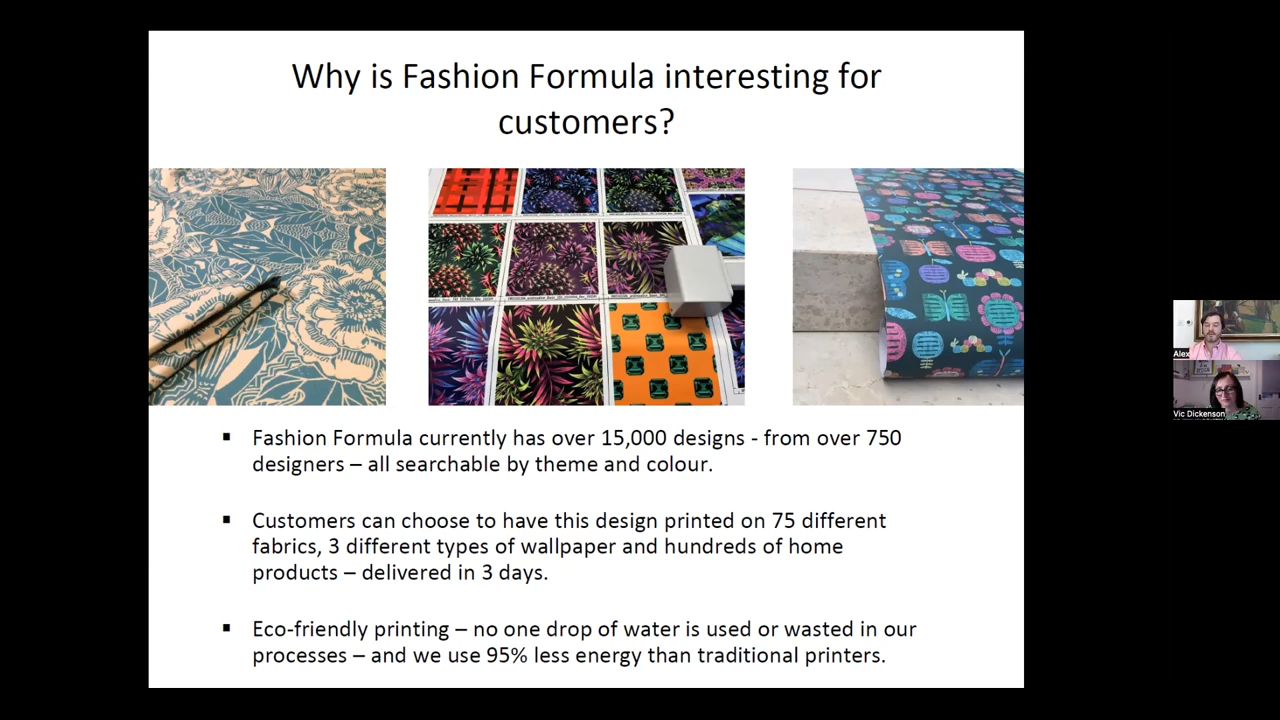 Why is Fashion Formula interesting for
customers?
▪ Fashion Formula currently has over 15,000 designs - from over 750
designers – all searchable by theme and colour.
▪ Customers can choose to have this design printed on 75 different
fabrics, 3 different types of wallpaper and hundreds of home
products – delivered in 3 days.
▪ Eco-friendly printing – no one drop of water is used or wasted in our
processes – and we use 95% less energy than traditional printers.
Alex
Vic Dickenson